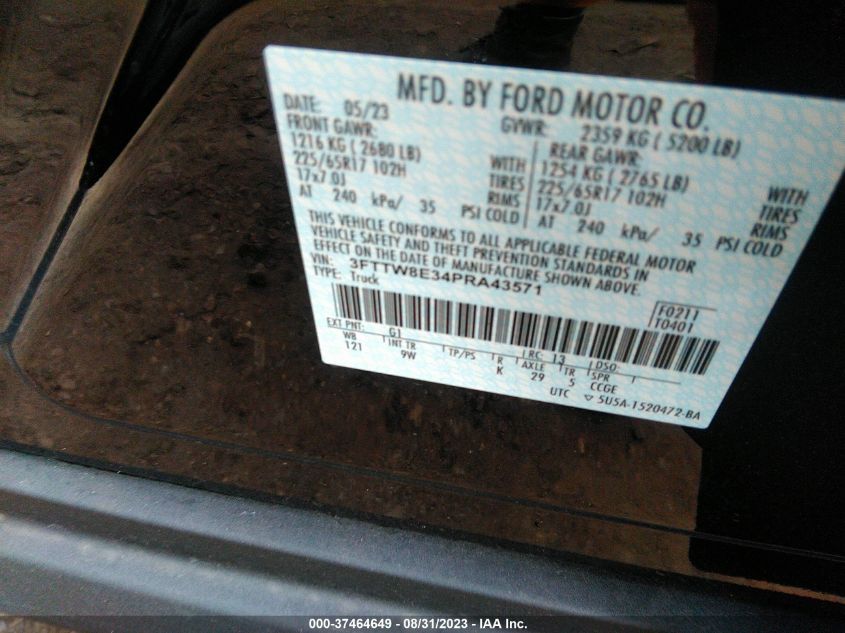 MFD. BY FORD MOTOR CO.
DATE: 05/23 GVWR: 2359 KG ( 5200 LB)
FRONT GAWR: REAR GAWR:
1216 KG ( 2680 LB) WITH 1254 KG ( 2765 LB) WITH
225/65R17 102H TIRES 225/65R17 102H TIRES
17x7.0J RIMS 17x7.0J RIMS
AT 240 kPa/ 35 PSI COLD AT 240 kPa/ 35 PSI COLD
THIS VEHICLE CONFORMS TO ALL APPLICABLE FEDERAL MOTOR
VEHICLE SAFETY AND THEFT PREVENTION STANDARDS IN
EFFECT ON THE DATE OF MANUFACTURE SHOWN ABOVE.
VIN: 3FTTW8E34PRA43571
TYPE: Truck
F0211
T0401
EXT PNT: G1 RC: 13 DSO:
WB INT TR TP/PS R AXLE TR SPR
121 9W K 29 5 CCGE
UTC ▽ 5U5A-1520472-BA
000-37464649 - 08/31/2023 - IAA Inc.